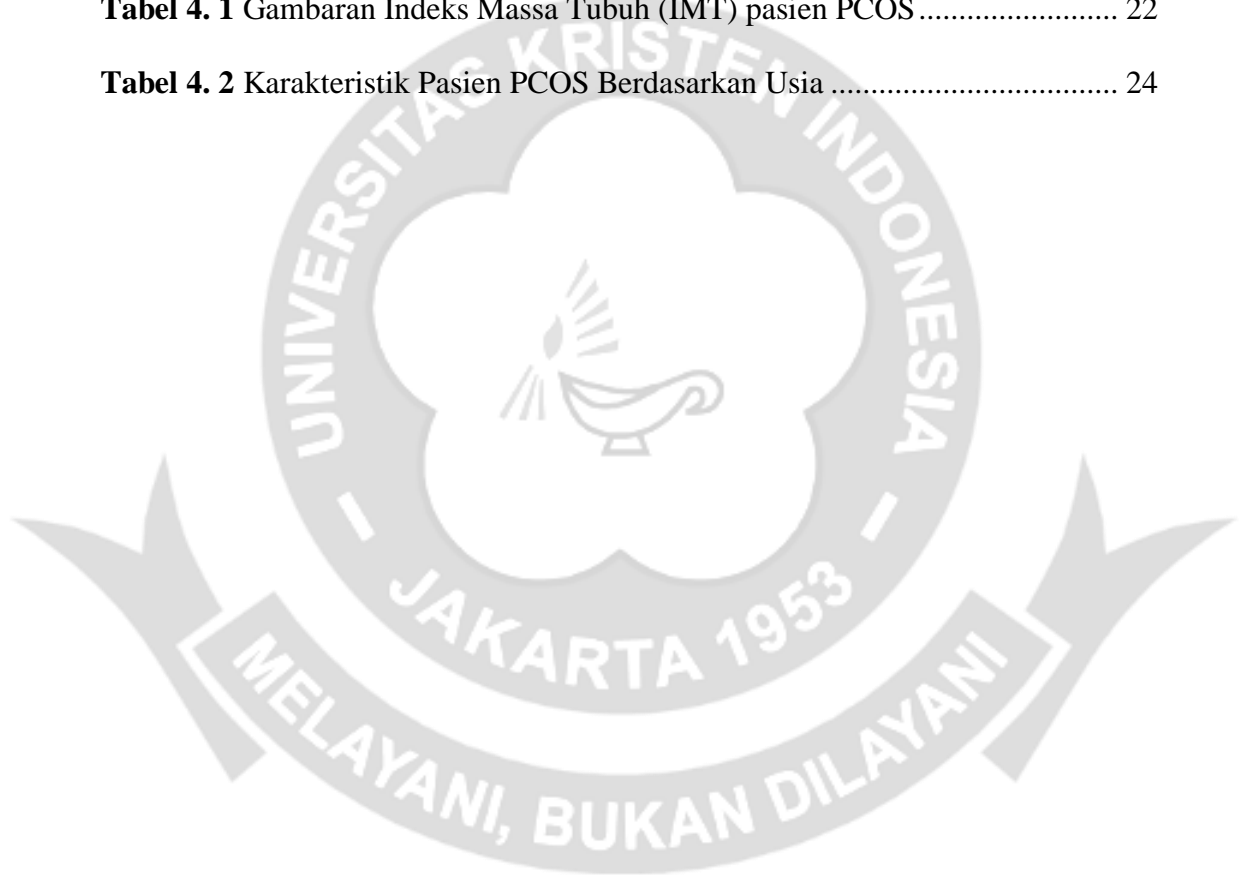 Tabel 4. 1 Gambaran Indeks Massa Tubuh (IMT) pasien PCOS......................... 22
Tabel 4. 2 Karakteristik Pasien PCOS Berdasarkan Usia .................................... 24
UNIVERSITAS KRISTEN INDONESIA
- JAKARTA 1953 -
MELAYANI, BUKAN DILAYANI